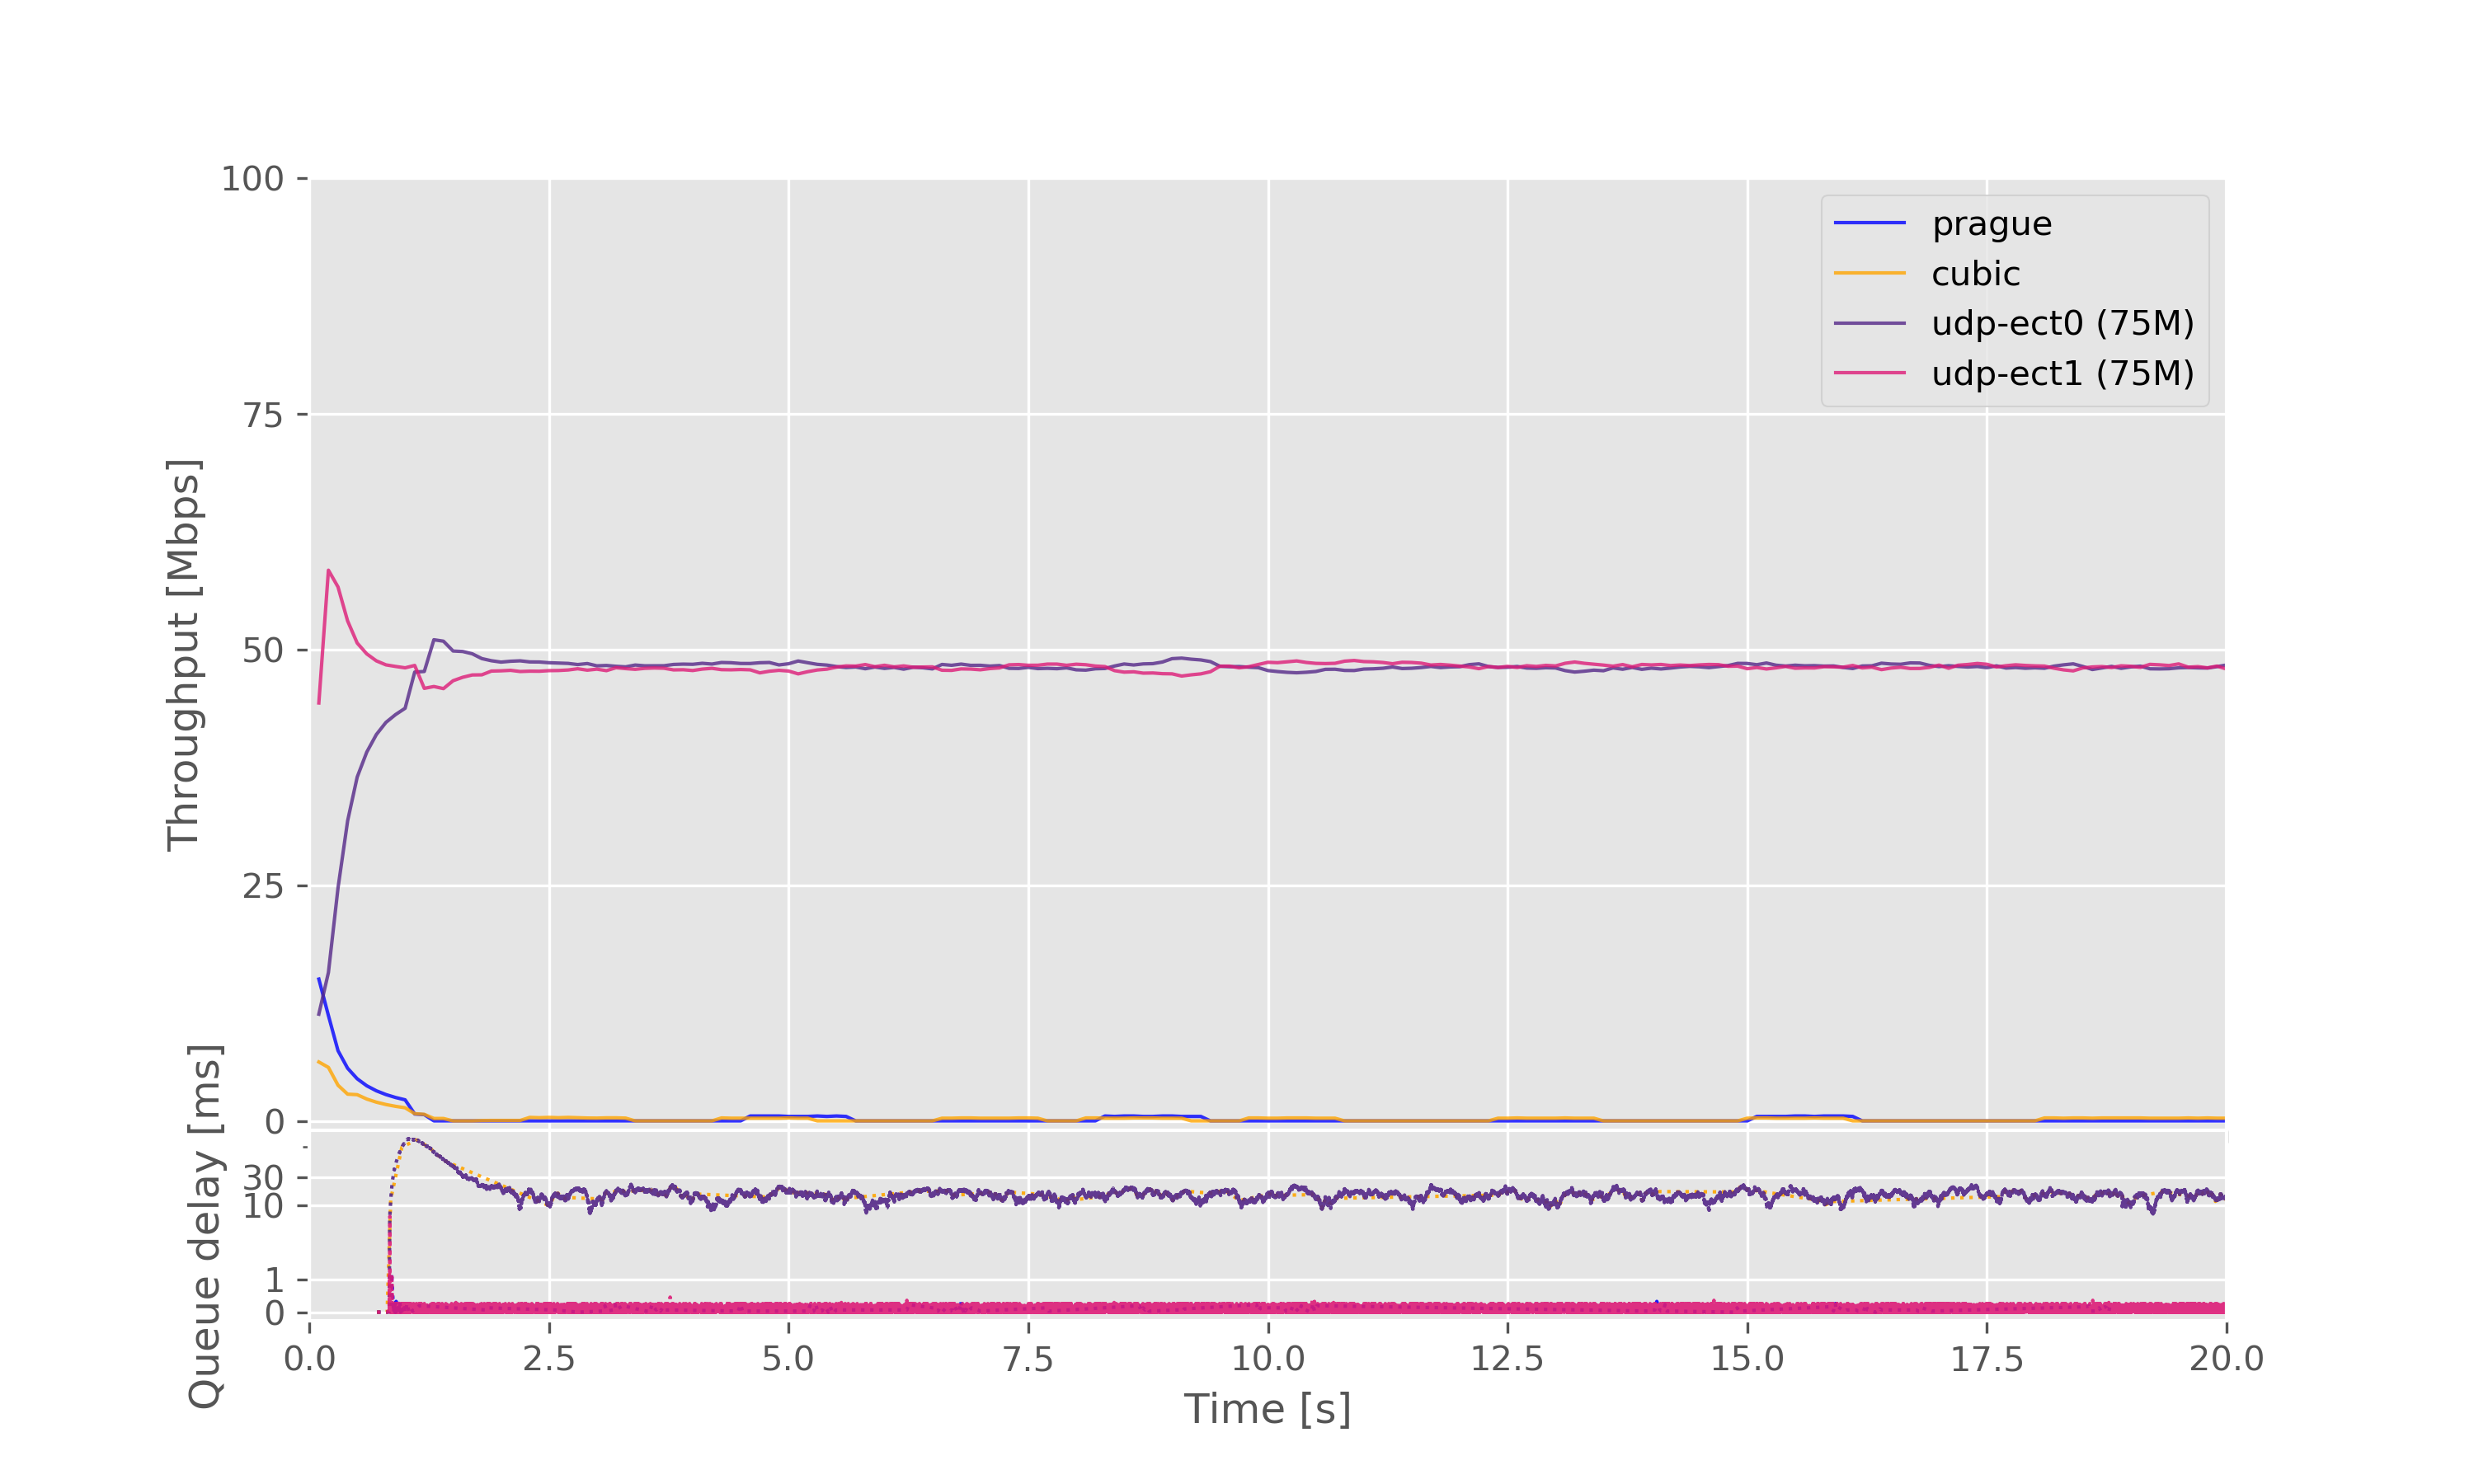 Throughput [Mbps]
100
75
50
25
0
prague
cubic
udp-ect0 (75M)
udp-ect1 (75M)
Queue delay [ms]
30
10
1
0
0.0 2.5 5.0 7.5 10.0 12.5 15.0 17.5 20.0
Time [s]